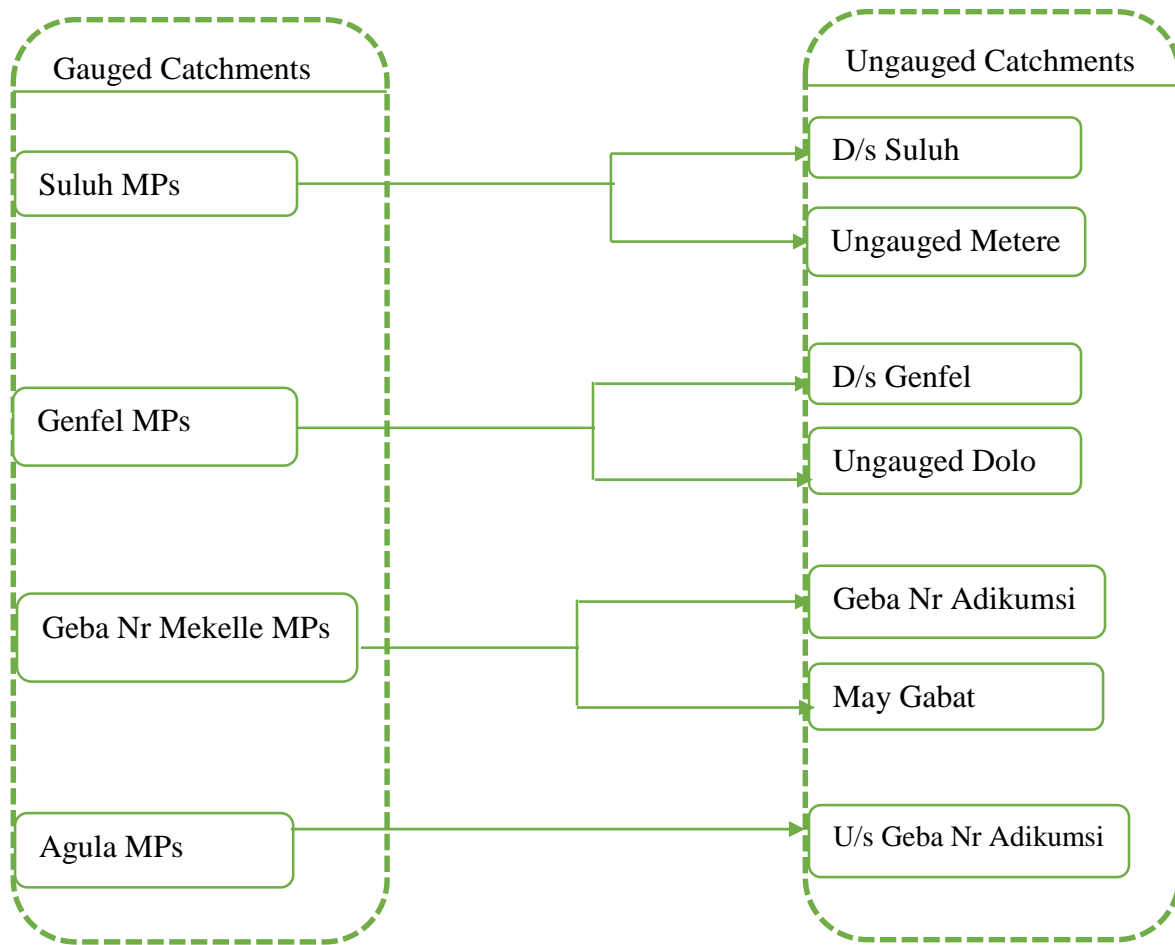 Gauged Catchments
Suluh MPs
Genfel MPs
Geba Nr Mekelle MPs
Agula MPs
Ungauged Catchments
D/s Suluh
Ungauged Metere
D/s Genfel
Ungauged Dolo
Geba Nr Adikumsi
May Gabat
U/s Geba Nr Adikumsi